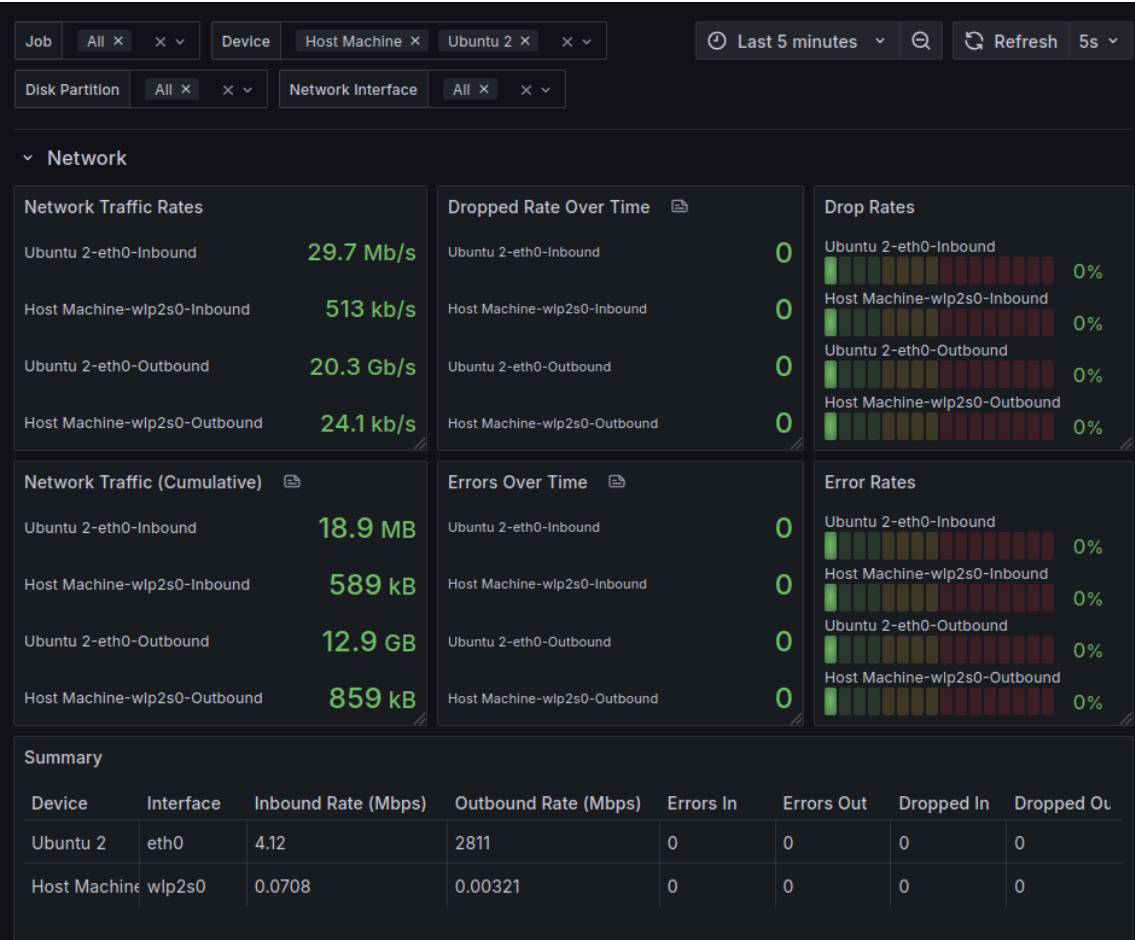 Job All Device Host Machine Ubuntu 2 Last 5 minutes Refresh 5s
Disk Partition All Network Interface All
Network
Network Traffic Rates
Ubuntu 2-eth0-Inbound 29.7 Mb/s
Host Machine-wlp2s0-Inbound 513 kb/s
Ubuntu 2-eth0-Outbound 20.3 Gb/s
Host Machine-wlp2s0-Outbound 24.1 kb/s
Dropped Rate Over Time
Ubuntu 2-eth0-Inbound 0
Host Machine-wlp2s0-Inbound 0
Ubuntu 2-eth0-Outbound 0
Host Machine-wlp2s0-Outbound 0
Drop Rates
Ubuntu 2-eth0-Inbound
0%
Host Machine-wlp2s0-Inbound
0%
Ubuntu 2-eth0-Outbound
0%
Host Machine-wlp2s0-Outbound
0%
Network Traffic (Cumulative)
Ubuntu 2-eth0-Inbound 18.9 MB
Host Machine-wlp2s0-Inbound 589 kB
Ubuntu 2-eth0-Outbound 12.9 GB
Host Machine-wlp2s0-Outbound 859 kB
Errors Over Time
Ubuntu 2-eth0-Inbound 0
Host Machine-wlp2s0-Inbound 0
Ubuntu 2-eth0-Outbound 0
Host Machine-wlp2s0-Outbound 0
Error Rates
Ubuntu 2-eth0-Inbound
0%
Host Machine-wlp2s0-Inbound
0%
Ubuntu 2-eth0-Outbound
0%
Host Machine-wlp2s0-Outbound
0%
Summary
Device Interface Inbound Rate (Mbps) Outbound Rate (Mbps) Errors In Errors Out Dropped In Dropped Ou
Ubuntu 2 eth0 4.12 2811 0 0 0 0
Host Machine wlp2s0 0.0708 0.00321 0 0 0 0